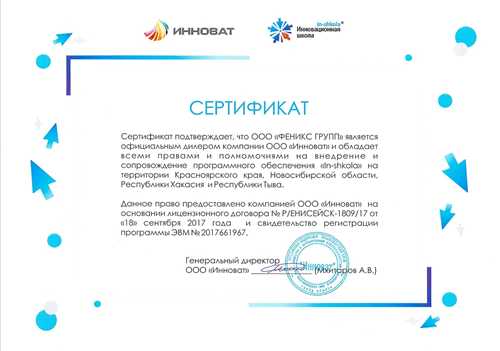 ИННОВАТ
in-shkola
Инновационная
школа
СЕРТИФИКАТ
Сертификат подтверждает, что ООО «ФЕНИКС ГРУПП» является
официальным дилером компании ООО «Инноват» и обладает
всеми правами и полномочиями на внедрение и
сопровождение программного обеспечения «In-shkola» на
территории Красноярского края, Новосибирской области,
Республики Хакасия и Республики Тыва.
Данное право предоставлено компанией ООО «Инноват» на
основании лицензионного договора № Р/ЕНИСЕЙСК-1809/17 от
«18» сентября 2017 года и свидетельство регистрации
программы ЭВМ № 2017661967.
Генеральный директор
ООО «Инноват» (Мхитаров А.В.)
"Инноват"